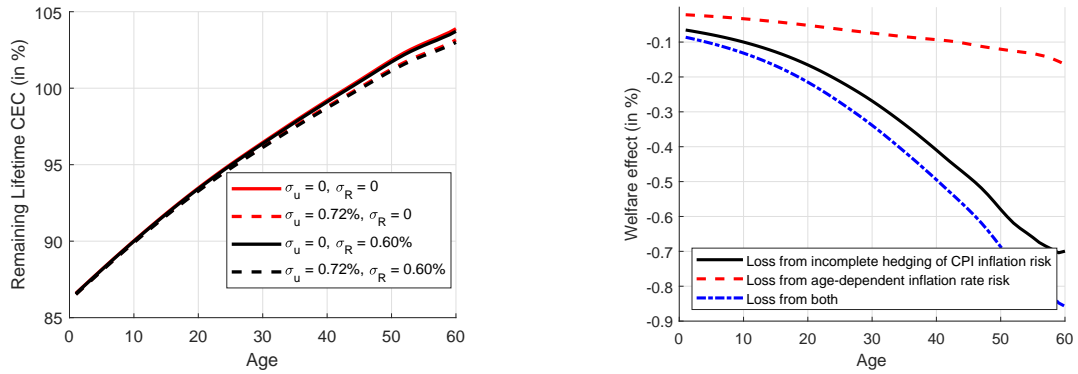 105
100
95
90
85
Remaining Lifetime CEC (in %)
σu = 0, σR = 0
σu = 0.72%, σR = 0
σu = 0, σR = 0.60%
σu = 0.72%, σR = 0.60%
0 10 20 30 40 50 60
Age
-0.1
-0.2
-0.3
-0.4
-0.5
-0.6
-0.7
-0.8
-0.9
Welfare effect (in %)
Loss from incomplete hedging of CPI inflation risk
Loss from age-dependent inflation rate risk
Loss from both
0 10 20 30 40 50 60
Age